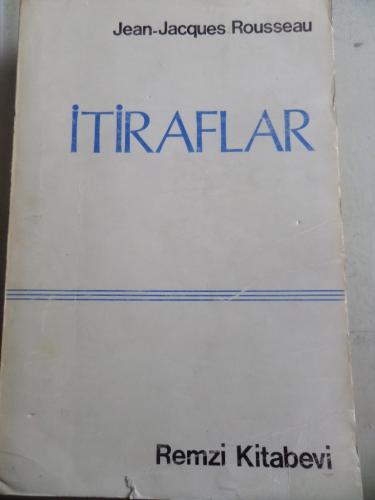 Jean-Jacques Rousseau
İTİRAFLAR
Remzi Kitabevi